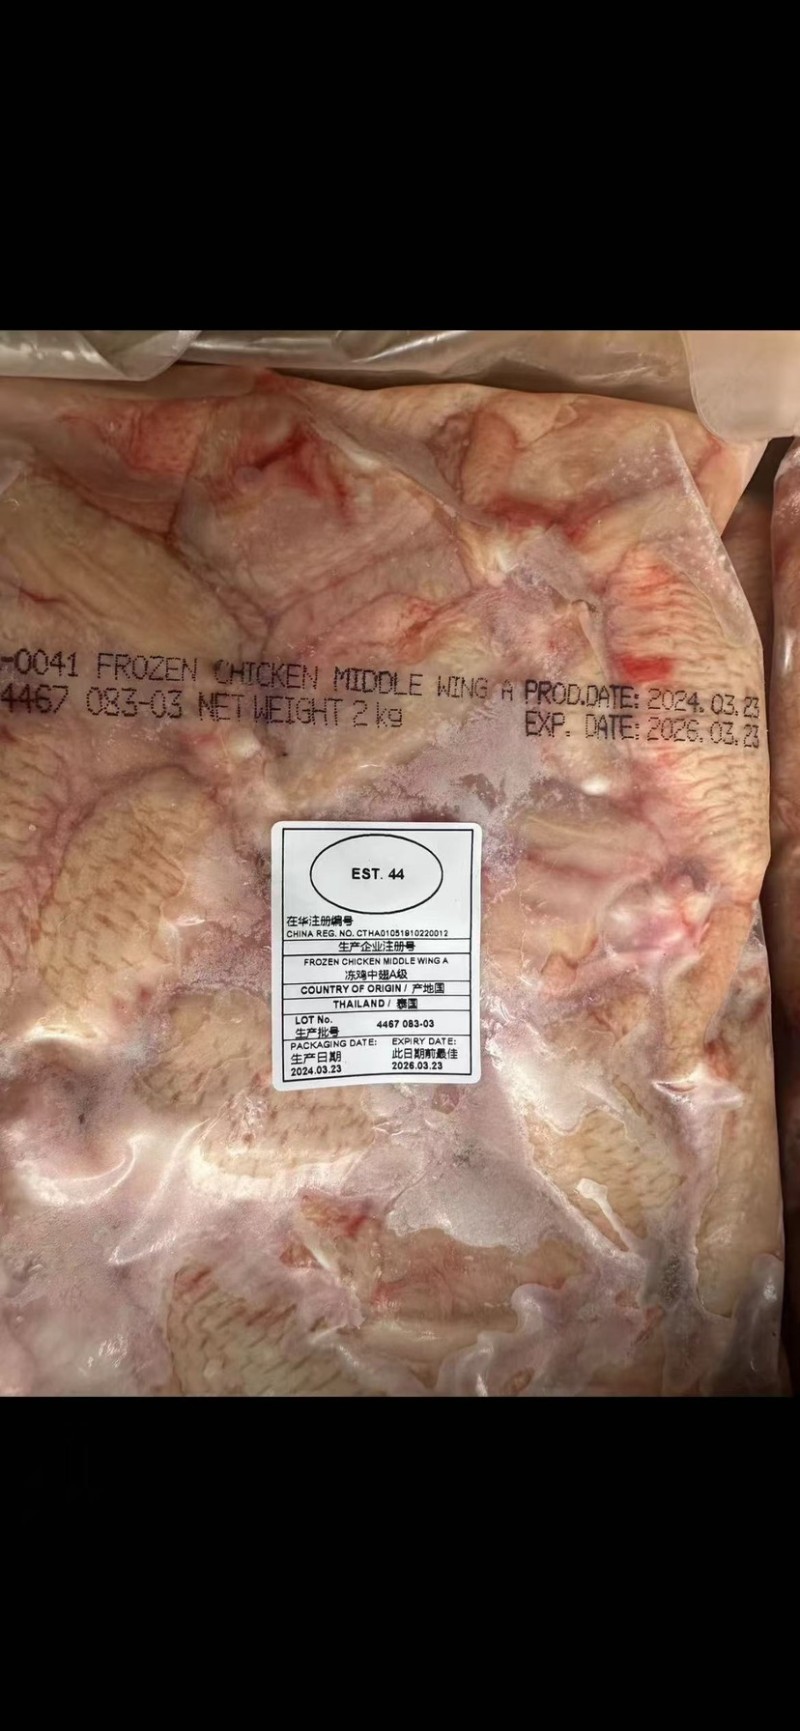 -0041 FROZEN CHICKEN MIDDLE WING A PROD.DATE: 2024.03.23
4467 083-03 NET WEIGHT 2 kg EXP. DATE: 2026.03.23
EST. 44
在华注册编号
CHINA REG. NO. CTHA01051810220012
生产企业注册号
FROZEN CHICKEN MIDDLE WING A
冻鸡中翅A级
COUNTRY OF ORIGIN / 产地国
THAILAND / 泰国
LOT No. 4467 083-03
生产批号
PACKAGING DATE: EXPIRY DATE:
生产日期 此日期前最佳
2024.03.23 2026.03.23